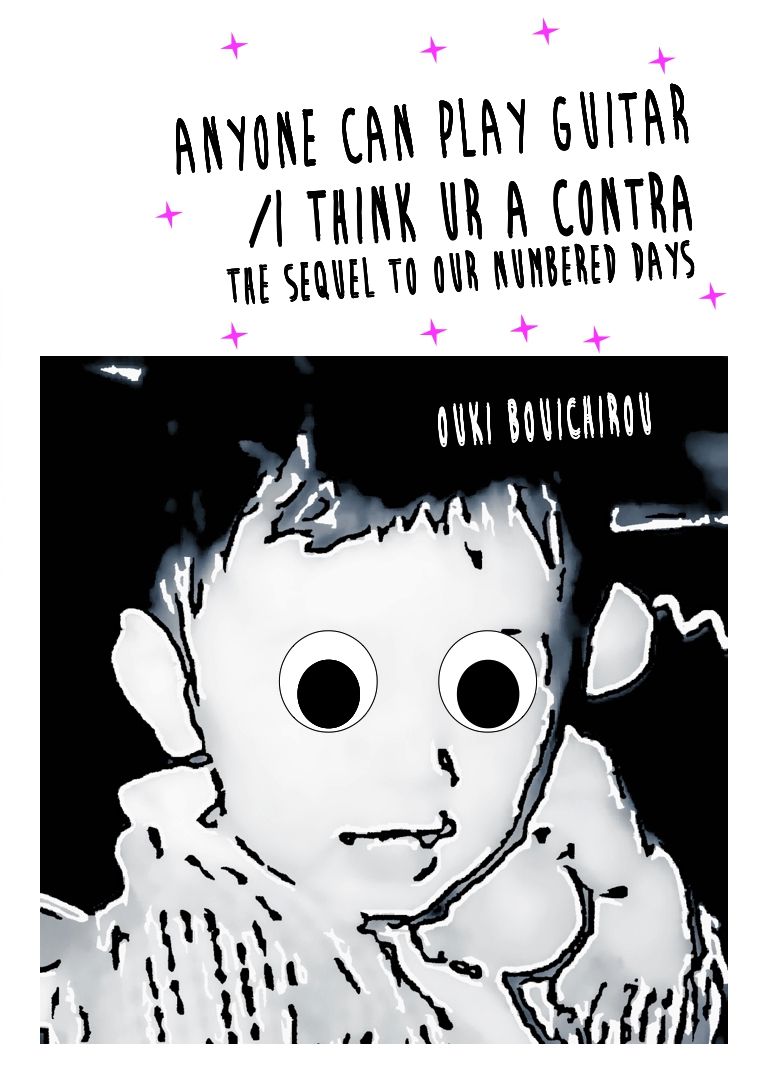 ANYONE CAN PLAY GUITAR
/I THINK UR A CONTRA
THE SEQUEL TO OUR NUMBERED DAYS
OUKI BOUICHIROU